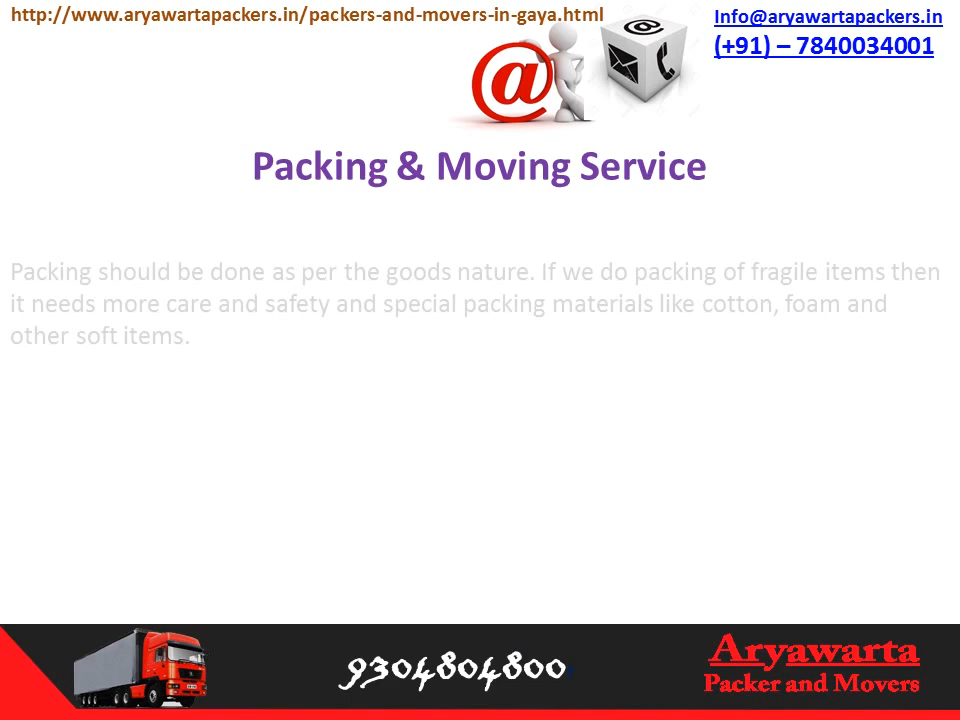 http://www.aryawartapackers.in/packers-and-movers-in-gaya.html
Info@aryawartapackers.in
(+91) – 7840034001
@
@
Packing & Moving Service
Packing should be done as per the goods nature. If we do packing of fragile items then
it needs more care and safety and special packing materials like cotton, foam and
other soft items.
9304804800
Aryawarta
Packer and Movers